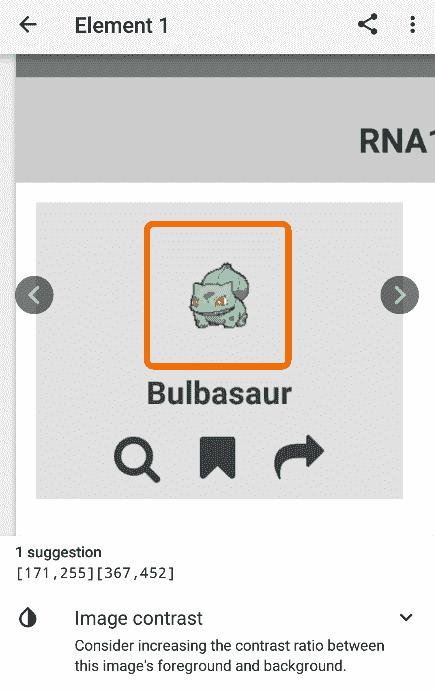 Element 1
RNA1
Bulbasaur
1 suggestion
[171,255][367,452]
Image contrast
Consider increasing the contrast ratio between
this image's foreground and background.